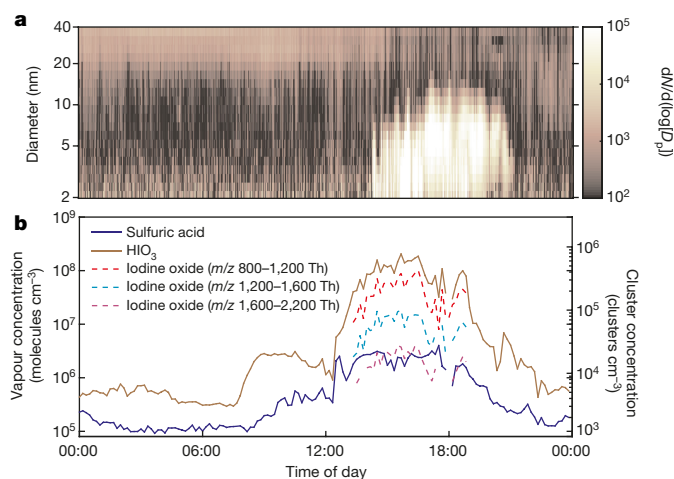 a
Diameter (nm)
40
20
10
5
2
10⁵
10⁴
10³
10²
dN/d(log[Dₚ])
b
Vapour concentration
(molecules cm⁻³)
10⁹
10⁸
10⁷
10⁶
10⁵
Sulfuric acid
HIO₃
Iodine oxide (m/z 800–1,200 Th)
Iodine oxide (m/z 1,200–1,600 Th)
Iodine oxide (m/z 1,600–2,200 Th)
10⁶
10⁵
10⁴
10³
Cluster concentration
(clusters cm⁻³)
00:00 06:00 12:00 18:00 00:00
Time of day